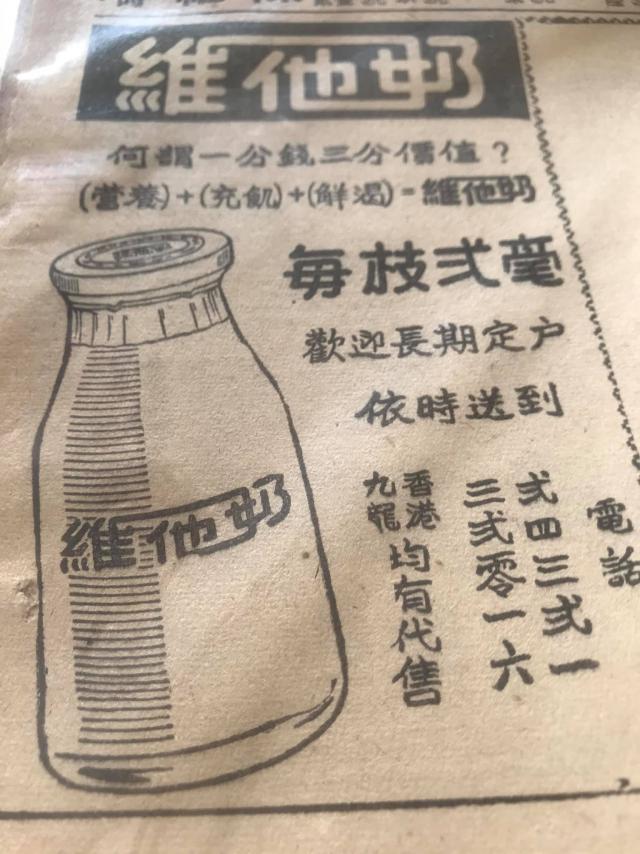 維他奶
何謂一分錢三分價值？
(營養)+(充飢)+(鮮渴)=維他奶
每枝弍毫
歡迎長期定户
依時送到
電話
弍四三弍一
三弍零一六
香港
九龍
均有代售
維他奶